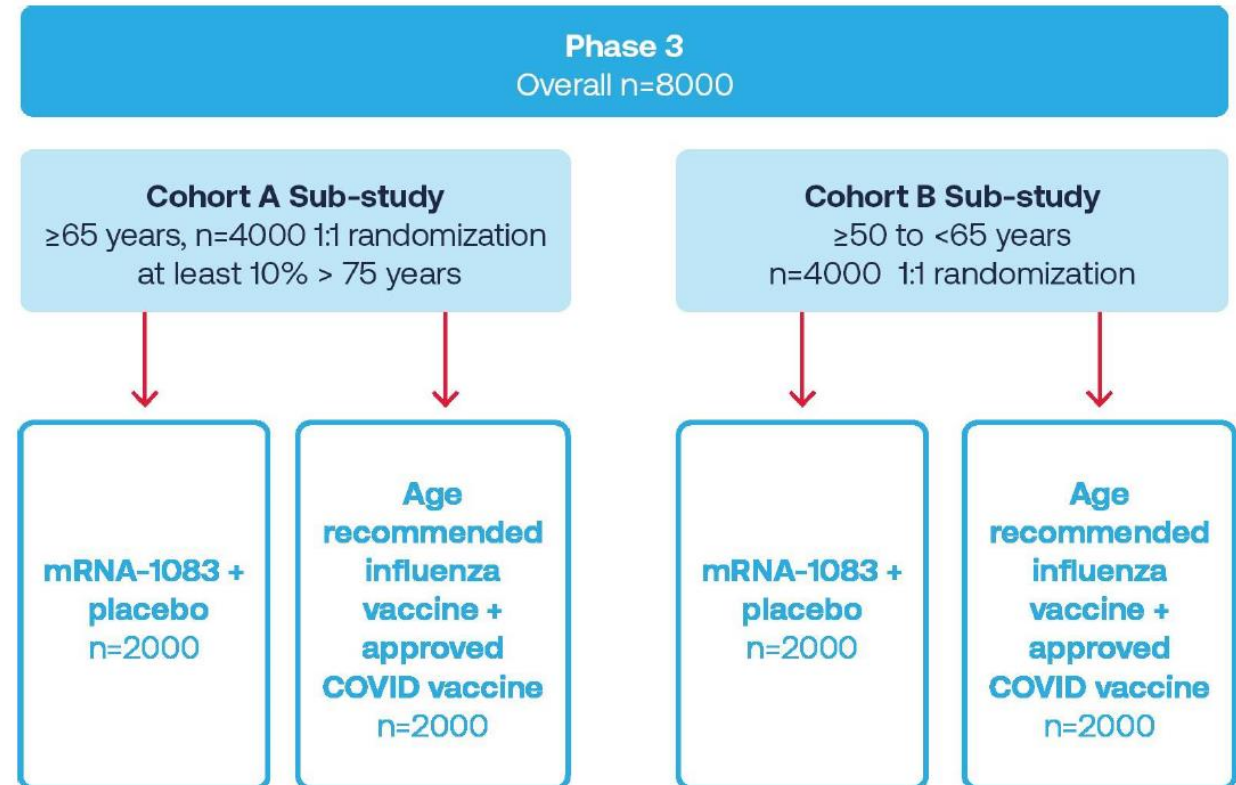 Phase 3
Overall n=8000
Cohort A Sub-study
≥65 years, n=4000 1:1 randomization
at least 10% > 75 years
Cohort B Sub-study
≥50 to <65 years
n=4000 1:1 randomization
mRNA-1083 +
placebo
n=2000
Age
recommended
influenza
vaccine +
approved
COVID vaccine
n=2000
mRNA-1083 +
placebo
n=2000
Age
recommended
influenza
vaccine +
approved
COVID vaccine
n=2000